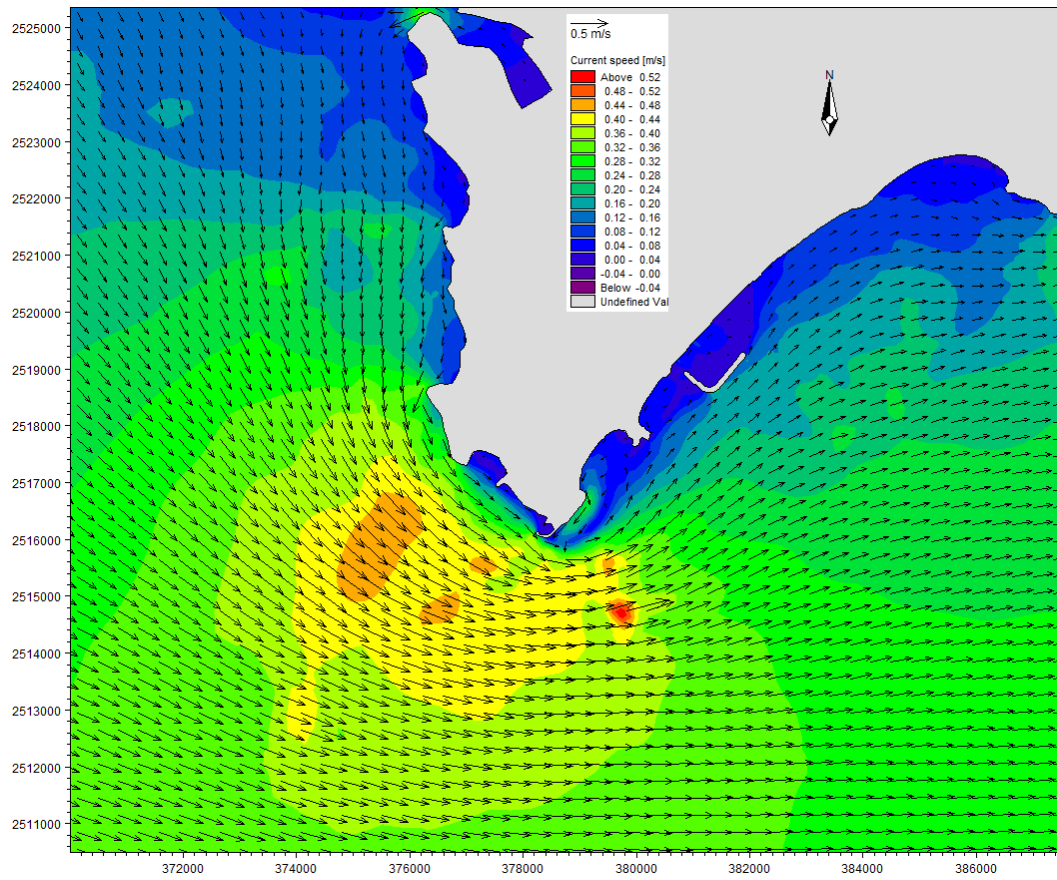 2525000
2524000
2523000
2522000
2521000
2520000
2519000
2518000
2517000
2516000
2515000
2514000
2513000
2512000
2511000
0.5 m/s
Current speed [m/s]
Above 0.52
0.48 - 0.52
0.44 - 0.48
0.40 - 0.44
0.36 - 0.40
0.32 - 0.36
0.28 - 0.32
0.24 - 0.28
0.20 - 0.24
0.16 - 0.20
0.12 - 0.16
0.08 - 0.12
0.04 - 0.08
0.00 - 0.04
-0.04 - 0.00
Below -0.04
Undefined Val
N
372000 374000 376000 378000 380000 382000 384000 386000